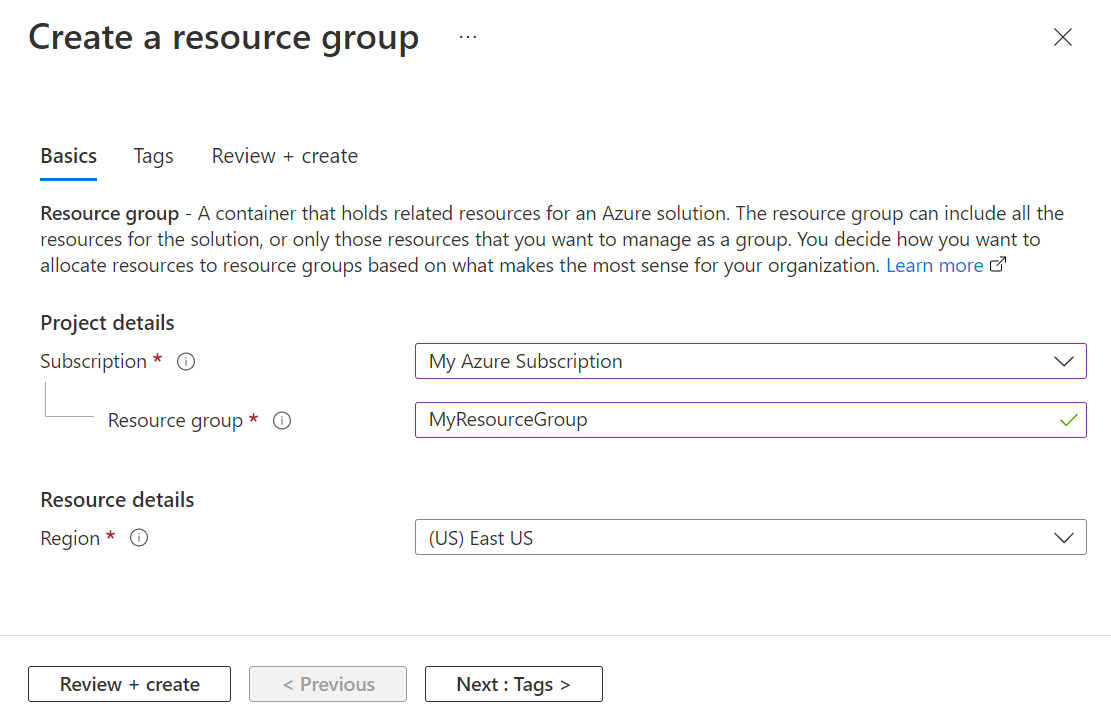 Create a resource group ...
Basics Tags Review + create
Resource group - A container that holds related resources for an Azure solution. The resource group can include all the
resources for the solution, or only those resources that you want to manage as a group. You decide how you want to
allocate resources to resource groups based on what makes the most sense for your organization. Learn more
Project details
Subscription * My Azure Subscription
Resource group * MyResourceGroup
Resource details
Region * (US) East US
Review + create < Previous Next : Tags >